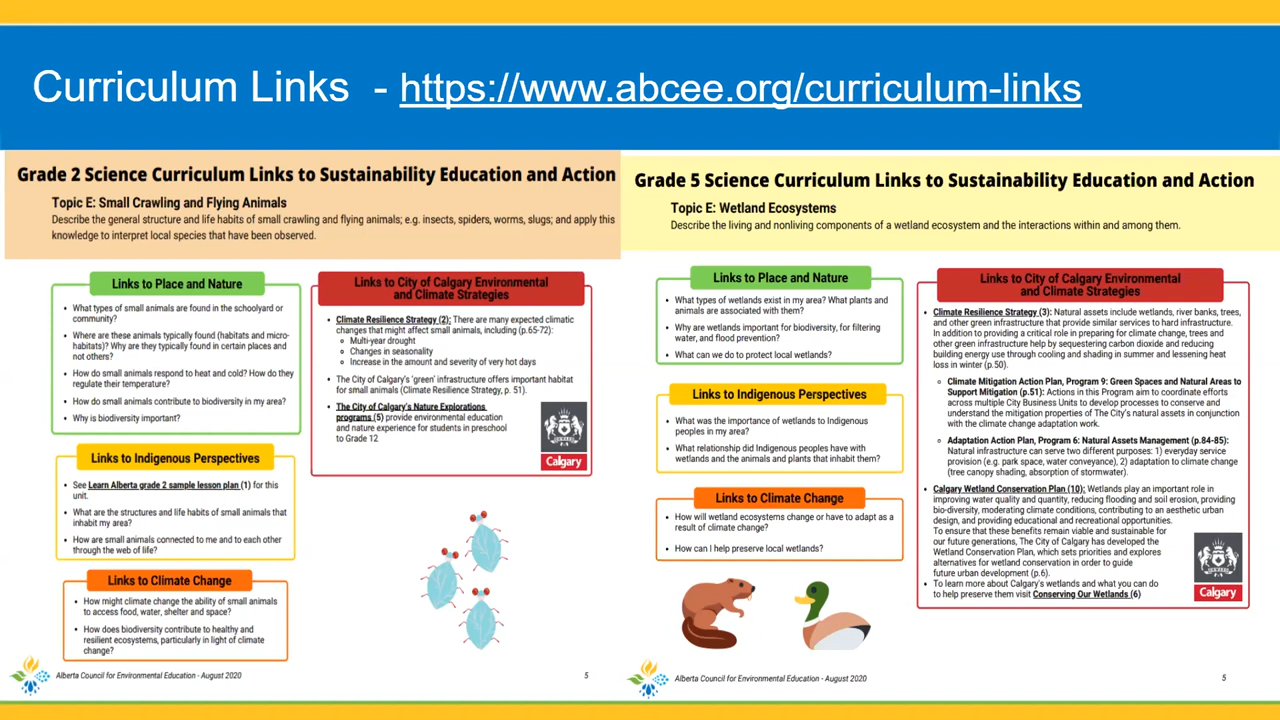 Curriculum Links - https://www.abcee.org/curriculum-links
Grade 2 Science Curriculum Links to Sustainability Education and Action
Topic E: Small Crawling and Flying Animals
Describe the general structure and life habits of small crawling and flying animals; e.g. insects, spiders, worms, slugs; and apply this
knowledge to interpret local species that have been observed.
Links to Place and Nature
• What types of small animals are found in the schoolyard or
community?
• Where are these animals typically found (habitats and micro-
habitats)? Why are they typically found in certain places and
not others?
• How do small animals respond to heat and cold? How do they
regulate their temperature?
• How do small animals contribute to biodiversity in my area?
• Why is biodiversity important?
Links to Indigenous Perspectives
• See Learn Alberta grade 2 sample lesson plan (1) for this
unit.
• What are the structures and life habits of small animals that
inhabit my area?
• How are small animals connected to me and to each other
through the web of life?
Links to Climate Change
• How might climate change the ability of small animals
to access food, water, shelter and space?
• How does biodiversity contribute to healthy and
resilient ecosystems, particularly in light of climate
change?
Links to City of Calgary Environmental
and Climate Strategies
• Climate Resilience Strategy (2): There are many expected climatic
changes that might affect small animals, including (p.65-72):
○ Multi-year drought
○ Changes in seasonality
○ Increase in the amount and severity of very hot days
• The City of Calgary's 'green' infrastructure offers important habitat
for small animals (Climate Resilience Strategy, p. 51).
• The City of Calgary's Nature Explorations
programs (5) provide environmental education
and nature experience for students in preschool
to Grade 12
Calgary
Alberta Council for Environmental Education - August 2020
5
Grade 5 Science Curriculum Links to Sustainability Education and Action
Topic E: Wetland Ecosystems
Describe the living and nonliving components of a wetland ecosystem and the interactions within and among them.
Links to Place and Nature
• What types of wetlands exist in my area? What plants and
animals are associated with them?
• Why are wetlands important for biodiversity, for filtering
water, and flood prevention?
• What can we do to protect local wetlands?
Links to Indigenous Perspectives
• What was the importance of wetlands to Indigenous
peoples in my area?
• What relationship did Indigenous peoples have with
wetlands and the animals and plants that inhabit them?
Links to Climate Change
• How will wetland ecosystems change or have to adapt as a
result of climate change?
• How can I help preserve local wetlands?
Links to City of Calgary Environmental
and Climate Strategies
• Climate Resilience Strategy (3): Natural assets include wetlands, river banks, trees,
and other green infrastructure that provide similar services to hard infrastructure.
In addition to providing a critical role in preparing for climate change, trees and
other green infrastructure help by sequestering carbon dioxide and reducing
building energy use through cooling and shading in summer and lessening heat
loss in winter (p.50).
○ Climate Mitigation Action Plan, Program 9: Green Spaces and Natural Areas to
Support Mitigation (p.51): Actions in this Program aim to coordinate efforts
across multiple City Business Units to develop processes to conserve and
understand the mitigation properties of The City's natural assets in conjunction
with the climate adaptation work.
○ Adaptation Action Plan, Program 6: Natural Assets Management (p.84-85):
Natural infrastructure can serve two different purposes: 1) everyday service
provision (e.g. park space, water conveyance), 2) adaptation to climate change
(tree canopy shading, absorption of stormwater).
• Calgary Wetland Conservation Plan (10): Wetlands play an important role in
improving water quality and quantity, reducing flooding and soil erosion, providing
bio-diversity, moderating climate conditions, contributing to an aesthetic urban
design, and providing educational and recreational opportunities.
To ensure that these benefits remain viable and sustainable for
our future generations, The City of Calgary has developed the
Wetland Conservation Plan, which sets priorities and explores
alternatives for wetland conservation in order to guide
future urban development (p.6).
• To learn more about Calgary's wetlands and what you can do
to help preserve them visit Conserving Our Wetlands (6)
Calgary
Alberta Council for Environmental Education - August 2020
5